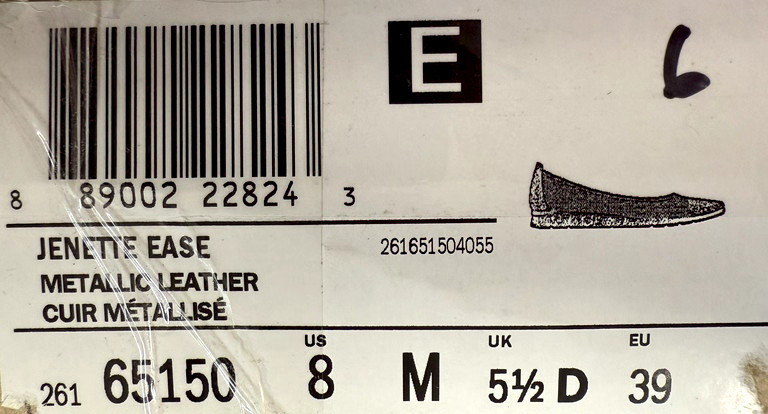 E
6
8 89002 22824 3
JENETTE EASE
261651504055
METALLIC LEATHER
CUIR MÉTALLISÉ
US UK EU
261 65150 8 M 5½ D 39